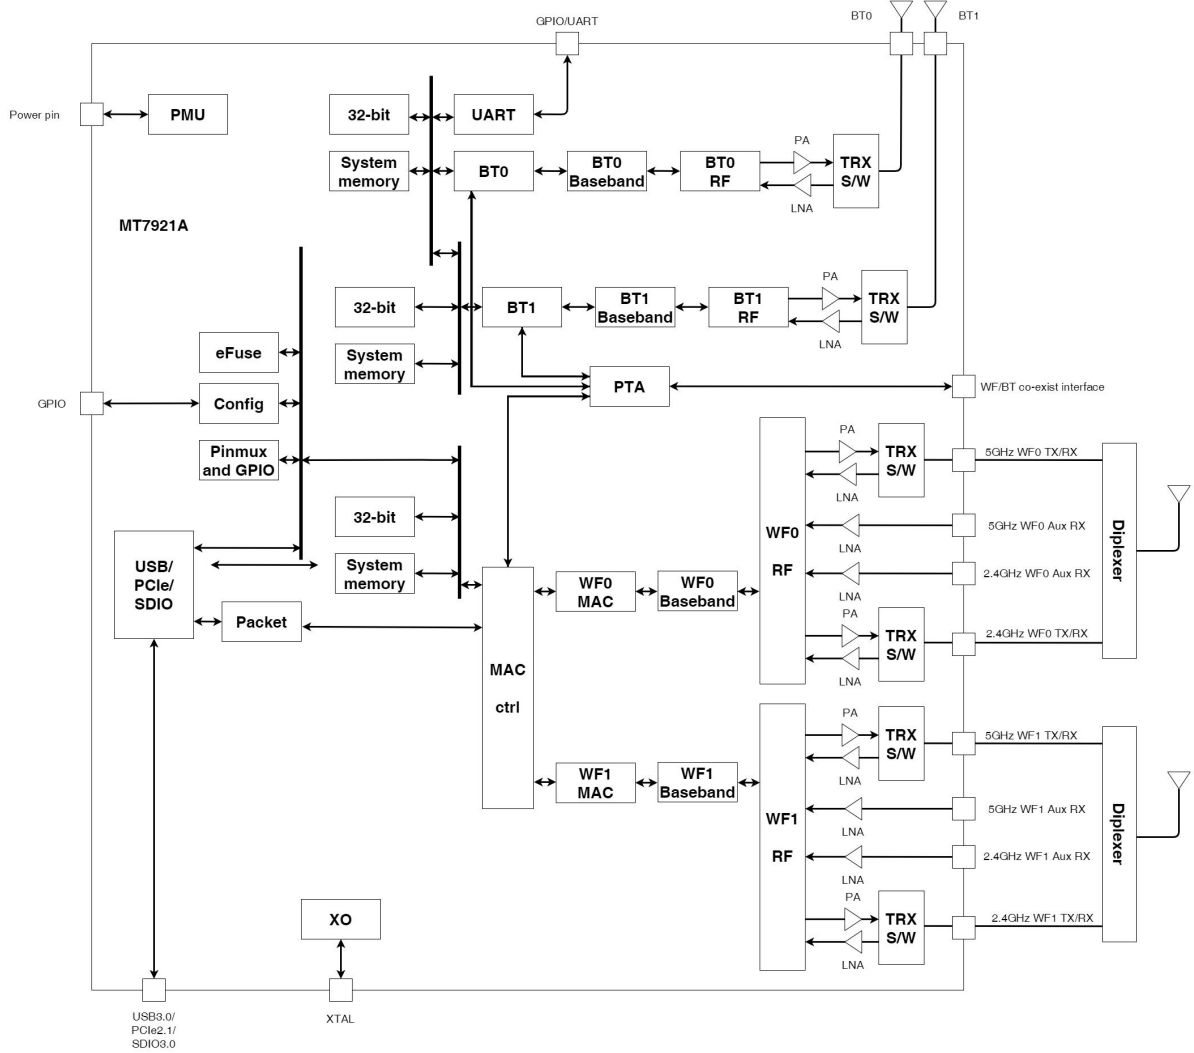 GPIO/UART
BT0
BT1
Power pin
PMU
32-bit
UART
System
memory
BT0
BT0
Baseband
BT0
RF
PA
LNA
TRX
S/W
MT7921A
32-bit
BT1
BT1
Baseband
BT1
RF
PA
LNA
TRX
S/W
eFuse
System
memory
GPIO
Config
PTA
WF/BT co-exist interface
Pinmux
and GPIO
32-bit
System
memory
USB/
PCIe/
SDIO
Packet
MAC
ctrl
WF0
MAC
WF0
Baseband
WF0
RF
PA
LNA
TRX
S/W
5GHz WF0 TX/RX
LNA
5GHz WF0 Aux RX
LNA
2.4GHz WF0 Aux RX
PA
LNA
TRX
S/W
2.4GHz WF0 TX/RX
Diplexer
WF1
MAC
WF1
Baseband
WF1
RF
PA
LNA
TRX
S/W
5GHz WF1 TX/RX
LNA
5GHz WF1 Aux RX
LNA
2.4GHz WF1 Aux RX
PA
LNA
TRX
S/W
2.4GHz WF1 TX/RX
Diplexer
XO
USB3.0/
PCIe2.1/
SDIO3.0
XTAL